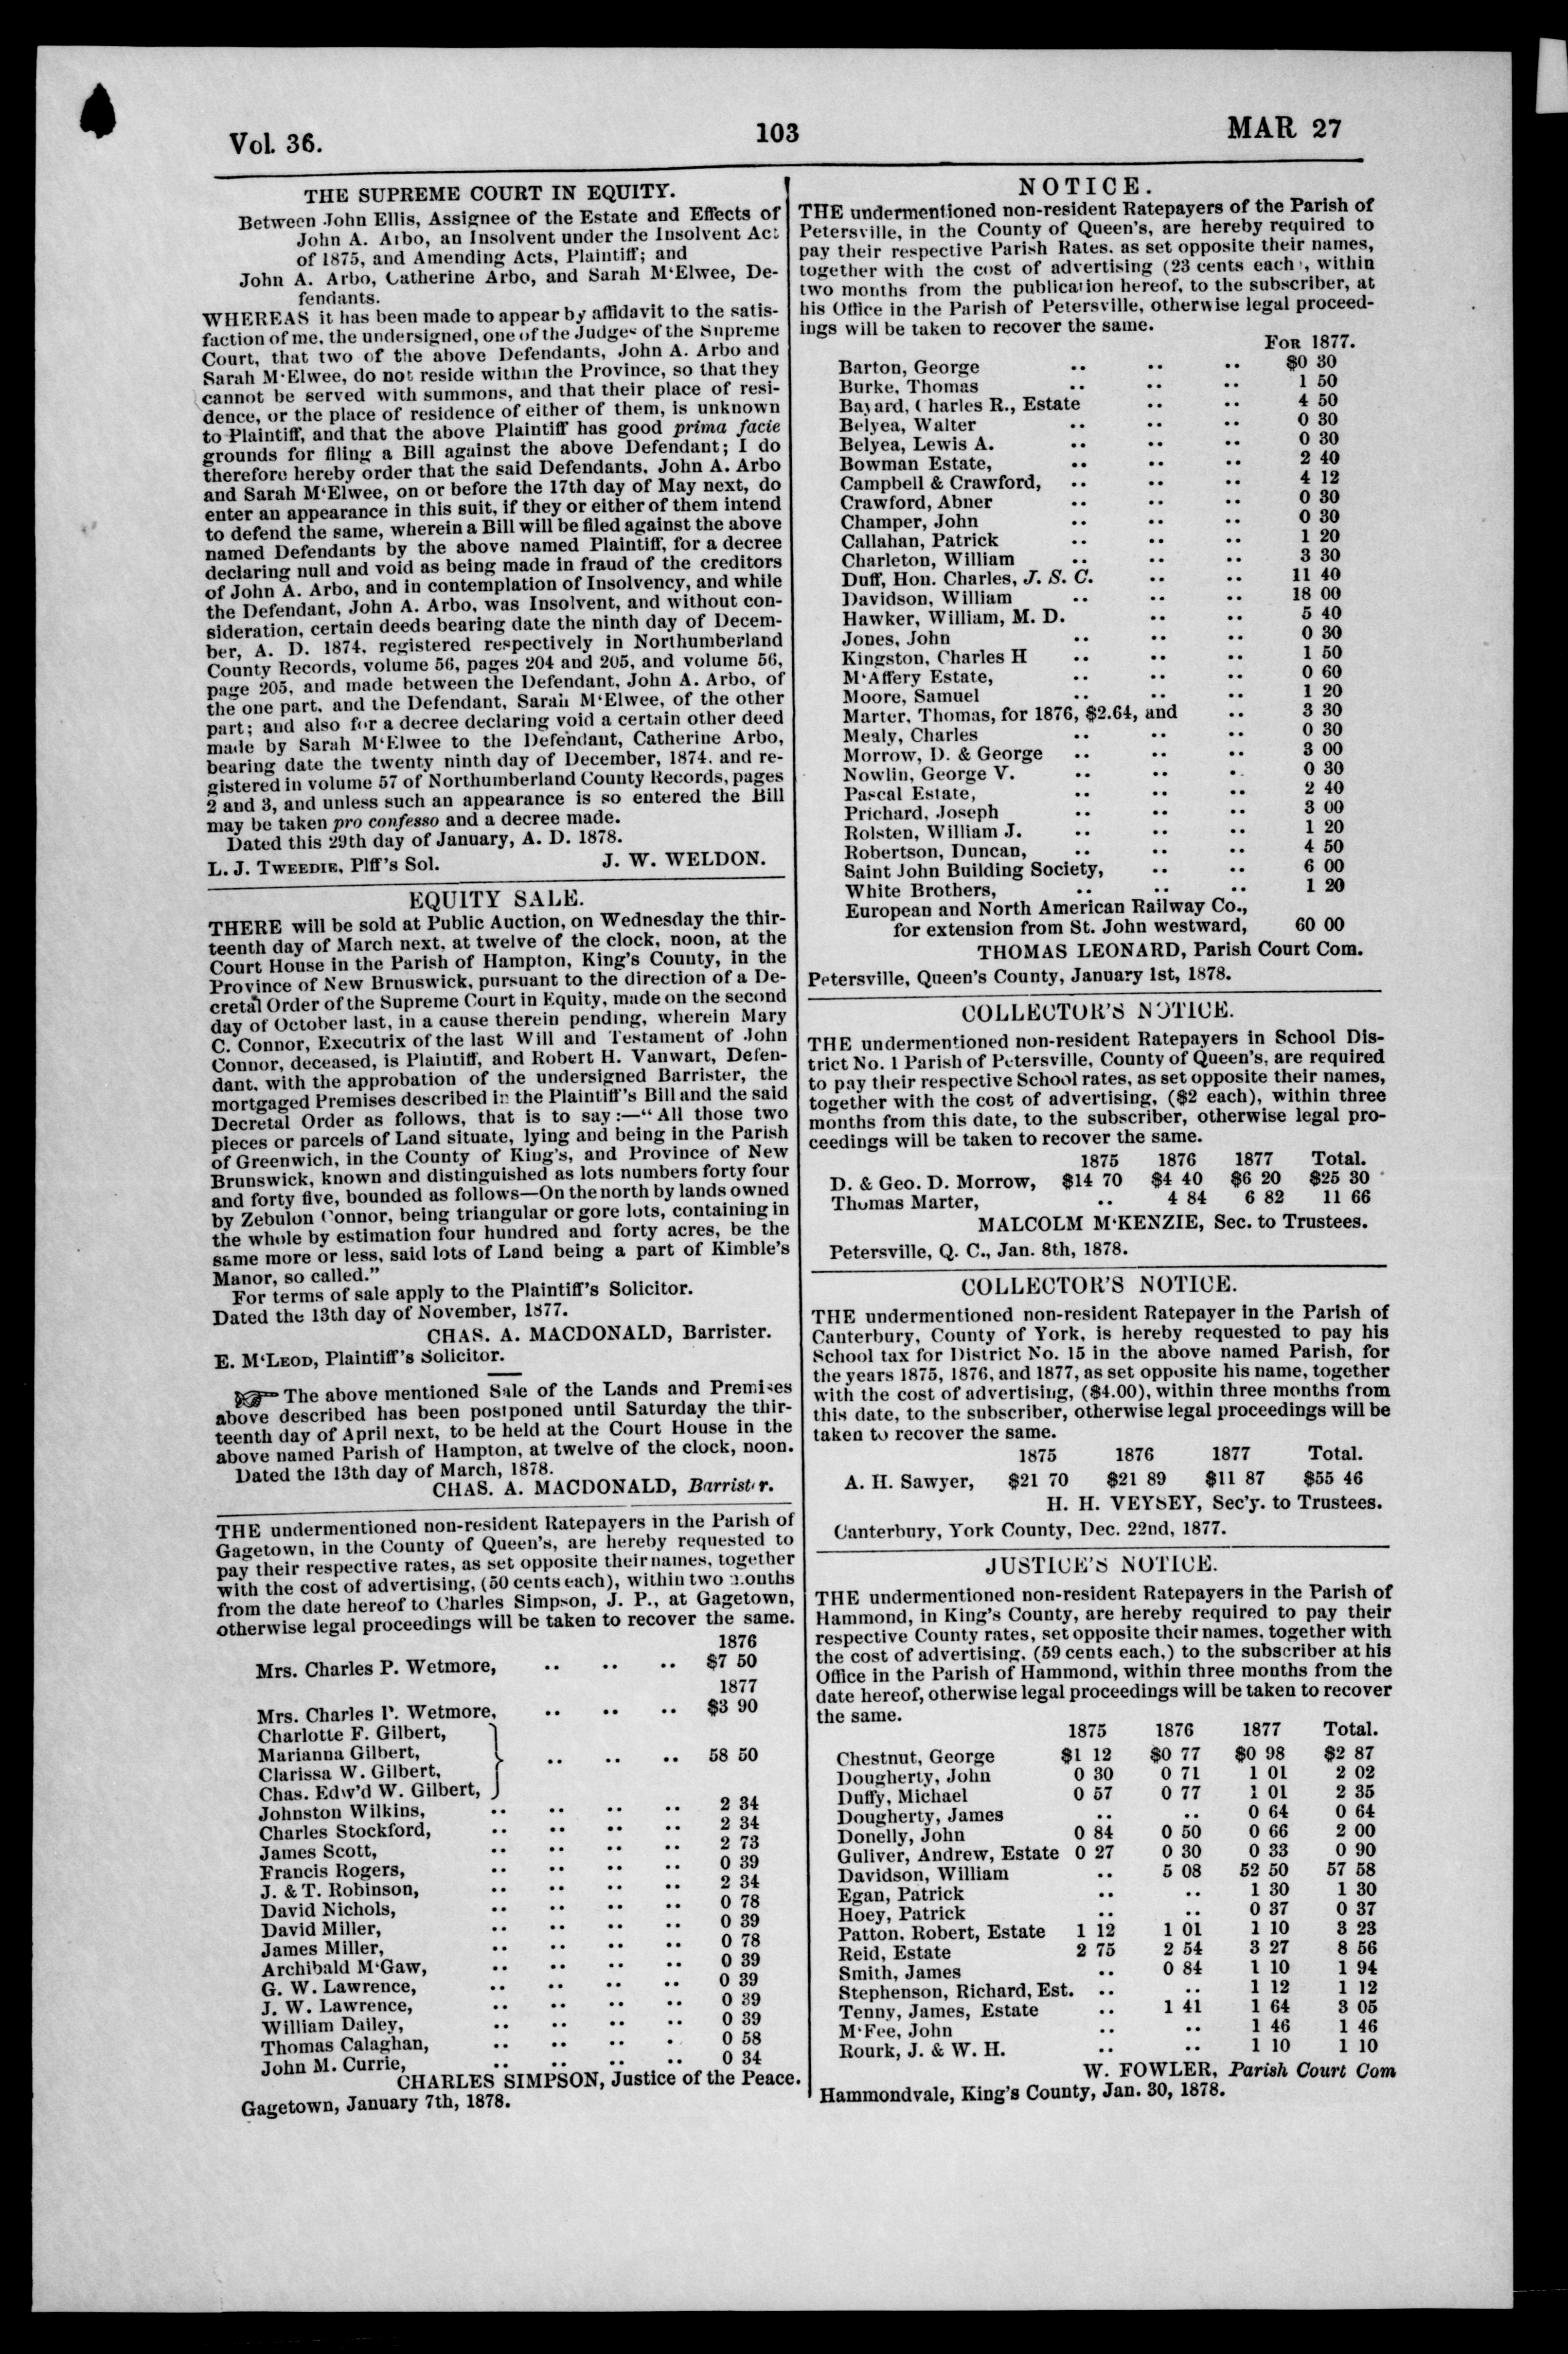 Vol. 36.
103
MAR 27
THE SUPREME COURT IN EQUITY.
Between John Ellis, Assignee of the Estate and Effects of
John A. Arbo, an Insolvent under the Insolvent Act
of 1875, and Amending Acts, Plaintiff; and
John A. Arbo, Catherine Arbo, and Sarah M'Elwee, De-
fendants.
WHEREAS it has been made to appear by affidavit to the satis-
faction of me, the undersigned, one of the Judges of the Supreme
Court, that two of the above Defendants, John A. Arbo and
Sarah M'Elwee, do not reside within the Province, so that they
cannot be served with summons, and that their place of resi-
dence, or the place of residence of either of them, is unknown
to Plaintiff, and that the above Plaintiff has good prima facie
grounds for filing a Bill against the above Defendant; I do
therefore hereby order that the said Defendants, John A. Arbo
and Sarah M'Elwee, on or before the 17th day of May next, do
enter an appearance in this suit, if they or either of them intend
to defend the same, wherein a Bill will be filed against the above
named Defendants by the above named Plaintiff, for a decree
declaring null and void as being made in fraud of the creditors
of John A. Arbo, and in contemplation of Insolvency, and while
the Defendant, John A. Arbo, was Insolvent, and without con-
sideration, certain deeds bearing date the ninth day of Decem-
ber, A. D. 1874, registered respectively in Northumberland
County Records, volume 56, pages 204 and 205, and volume 56,
page 205, and made between the Defendant, John A. Arbo, of
the one part, and the Defendant, Sarah M'Elwee, of the other
part; and also for a decree declaring void a certain other deed
made by Sarah M'Elwee to the Defendant, Catherine Arbo,
bearing date the twenty ninth day of December, 1874, and re-
gistered in volume 57 of Northumberland County Records, pages
2 and 3, and unless such an appearance is so entered the Bill
may be taken pro confesso and a decree made.
Dated this 29th day of January, A. D. 1878.
L. J. TWEEDIE, Plff's Sol. J. W. WELDON.
EQUITY SALE.
THERE will be sold at Public Auction, on Wednesday the thir-
teenth day of March next, at twelve of the clock, noon, at the
Court House in the Parish of Hampton, King's County, in the
Province of New Brunswick, pursuant to the direction of a De-
cretal Order of the Supreme Court in Equity, made on the second
day of October last, in a cause therein pending, wherein Mary
C. Connor, Executrix of the last Will and Testament of John
Connor, deceased, is Plaintiff, and Robert H. Vanwart, Defen-
dant, with the approbation of the undersigned Barrister, the
mortgaged Premises described in the Plaintiff's Bill and the said
Decretal Order as follows, that is to say:—"All those two
pieces or parcels of Land situate, lying and being in the Parish
of Greenwich, in the County of King's, and Province of New
Brunswick, known and distinguished as lots numbers forty four
and forty five, bounded as follows—On the north by lands owned
by Zebulon Connor, being triangular or gore lots, containing in
the whole by estimation four hundred and forty acres, be the
same more or less, said lots of Land being a part of Kimble's
Manor, so called."
For terms of sale apply to the Plaintiff's Solicitor.
Dated the 13th day of November, 1877.
CHAS. A. MACDONALD, Barrister.
E. M'LEOD, Plaintiff's Solicitor.
☞ The above mentioned Sale of the Lands and Premises
above described has been postponed until Saturday the thir-
teenth day of April next, to be held at the Court House in the
above named Parish of Hampton, at twelve of the clock, noon.
Dated the 13th day of March, 1878.
CHAS. A. MACDONALD, Barrister.
THE undermentioned non-resident Ratepayers in the Parish of
Gagetown, in the County of Queen's, are hereby requested to
pay their respective rates, as set opposite their names, together
with the cost of advertising, (50 cents each), within two months
from the date hereof to Charles Simpson, J. P., at Gagetown,
otherwise legal proceedings will be taken to recover the same.
1876
Mrs. Charles P. Wetmore, .. .. .. $7 50
1877
Mrs. Charles P. Wetmore, .. .. .. $3 90
Charlotte F. Gilbert,
Marianna Gilbert, .. .. .. 58 50
Clarissa W. Gilbert,
Chas. Edw'd W. Gilbert,
Johnston Wilkins, .. .. .. .. 2 34
Charles Stockford, .. .. .. .. 2 34
James Scott, .. .. .. .. 2 73
Francis Rogers, .. .. .. .. 0 39
J. & T. Robinson, .. .. .. .. 2 34
David Nichols, .. .. .. .. 0 78
David Miller, .. .. .. .. 0 39
James Miller, .. .. .. .. 0 78
Archibald M'Gaw, .. .. .. .. 0 39
G. W. Lawrence, .. .. .. .. 0 39
J. W. Lawrence, .. .. .. .. 0 39
William Dailey, .. .. .. .. 0 39
Thomas Calaghan, .. .. .. . 0 58
John M. Currie, .. .. .. .. 0 34
CHARLES SIMPSON, Justice of the Peace.
Gagetown, January 7th, 1878.
NOTICE.
THE undermentioned non-resident Ratepayers of the Parish of
Petersville, in the County of Queen's, are hereby required to
pay their respective Parish Rates, as set opposite their names,
together with the cost of advertising (23 cents each), within
two months from the publication hereof, to the subscriber, at
his Office in the Parish of Petersville, otherwise legal proceed-
ings will be taken to recover the same.
FOR 1877.
Barton, George .. .. .. $0 30
Burke, Thomas .. .. .. 1 50
Bayard, Charles R., Estate .. .. 4 50
Belyea, Walter .. .. .. 0 30
Belyea, Lewis A. .. .. .. 0 30
Bowman Estate, .. .. .. 2 40
Campbell & Crawford, .. .. .. 4 12
Crawford, Abner .. .. .. 0 30
Champer, John .. .. .. 0 30
Callahan, Patrick .. .. .. 1 20
Charleton, William .. .. .. 3 30
Duff, Hon. Charles, J. S. C. .. .. 11 40
Davidson, William .. .. .. 18 00
Hawker, William, M. D. .. .. 5 40
Jones, John .. .. .. 0 30
Kingston, Charles H .. .. .. 1 50
M'Affery Estate, .. .. .. 0 60
Moore, Samuel .. .. .. 1 20
Marter, Thomas, for 1876, $2.64, and .. 3 30
Mealy, Charles .. .. .. 0 30
Morrow, D. & George .. .. .. 3 00
Nowlin, George V. .. .. .. 0 30
Pascal Estate, .. .. .. 2 40
Prichard, Joseph .. .. .. 3 00
Rolsten, William J. .. .. .. 1 20
Robertson, Duncan, .. .. .. 4 50
Saint John Building Society, .. .. 6 00
White Brothers, .. .. .. 1 20
European and North American Railway Co.,
for extension from St. John westward, 60 00
THOMAS LEONARD, Parish Court Com.
Petersville, Queen's County, January 1st, 1878.
COLLECTOR'S NOTICE.
THE undermentioned non-resident Ratepayers in School Dis-
trict No. 1 Parish of Petersville, County of Queen's, are required
to pay their respective School rates, as set opposite their names,
together with the cost of advertising, ($2 each), within three
months from this date, to the subscriber, otherwise legal pro-
ceedings will be taken to recover the same.
1875 1876 1877 Total.
D. & Geo. D. Morrow, $14 70 $4 40 $6 20 $25 30
Thomas Marter, .. 4 84 6 82 11 66
MALCOLM M'KENZIE, Sec. to Trustees.
Petersville, Q. C., Jan. 8th, 1878.
COLLECTOR'S NOTICE.
THE undermentioned non-resident Ratepayer in the Parish of
Canterbury, County of York, is hereby requested to pay his
School tax for District No. 15 in the above named Parish, for
the years 1875, 1876, and 1877, as set opposite his name, together
with the cost of advertising, ($4.00), within three months from
this date, to the subscriber, otherwise legal proceedings will be
taken to recover the same.
1875 1876 1877 Total.
A. H. Sawyer, $21 70 $21 89 $11 87 $55 46
H. H. VEYSEY, Sec'y. to Trustees.
Canterbury, York County, Dec. 22nd, 1877.
JUSTICE'S NOTICE.
THE undermentioned non-resident Ratepayers in the Parish of
Hammond, in King's County, are hereby required to pay their
respective County rates, set opposite their names, together with
the cost of advertising, (59 cents each,) to the subscriber at his
Office in the Parish of Hammond, within three months from the
date hereof, otherwise legal proceedings will be taken to recover
the same.
1875 1876 1877 Total.
Chestnut, George $1 12 $0 77 $0 98 $2 87
Dougherty, John 0 30 0 71 1 01 2 02
Duffy, Michael 0 57 0 77 1 01 2 35
Dougherty, James .. .. 0 64 0 64
Donelly, John 0 84 0 50 0 66 2 00
Guliver, Andrew, Estate 0 27 0 30 0 33 0 90
Davidson, William .. 5 08 52 50 57 58
Egan, Patrick .. .. 1 30 1 30
Hoey, Patrick .. .. 0 37 0 37
Patton, Robert, Estate 1 12 1 01 1 10 3 23
Reid, Estate 2 75 2 54 3 27 8 56
Smith, James .. 0 84 1 10 1 94
Stephenson, Richard, Est. .. .. 1 12 1 12
Tenny, James, Estate .. 1 41 1 64 3 05
M'Fee, John .. .. 1 46 1 46
Rourk, J. & W. H. .. .. 1 10 1 10
W. FOWLER, Parish Court Com
Hammondvale, King's County, Jan. 30, 1878.